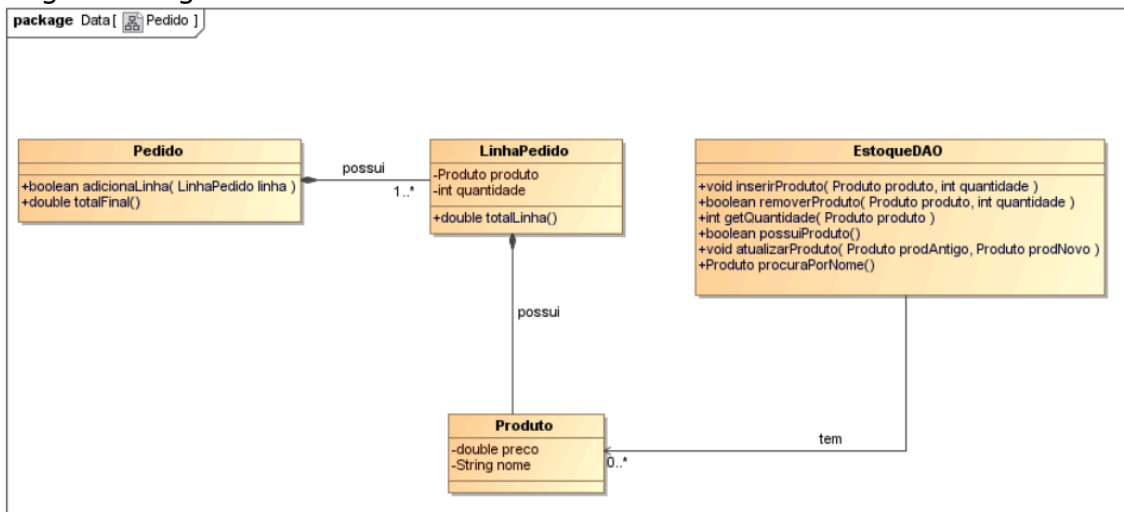 package Data [ Pedido ]
Pedido
+boolean adicionaLinha( LinhaPedido linha )
+double totalFinal()
possui
1..*
LinhaPedido
-Produto produto
-int quantidade
+double totalLinha()
EstoqueDAO
+void inserirProduto( Produto produto, int quantidade )
+boolean removerProduto( Produto produto, int quantidade )
+int getQuantidade( Produto produto )
+boolean possuiProduto()
+void atualizarProduto( Produto prodAntigo, Produto prodNovo )
+Produto procuraPorNome()
possui
Produto
-double preco
-String nome
tem
0..*